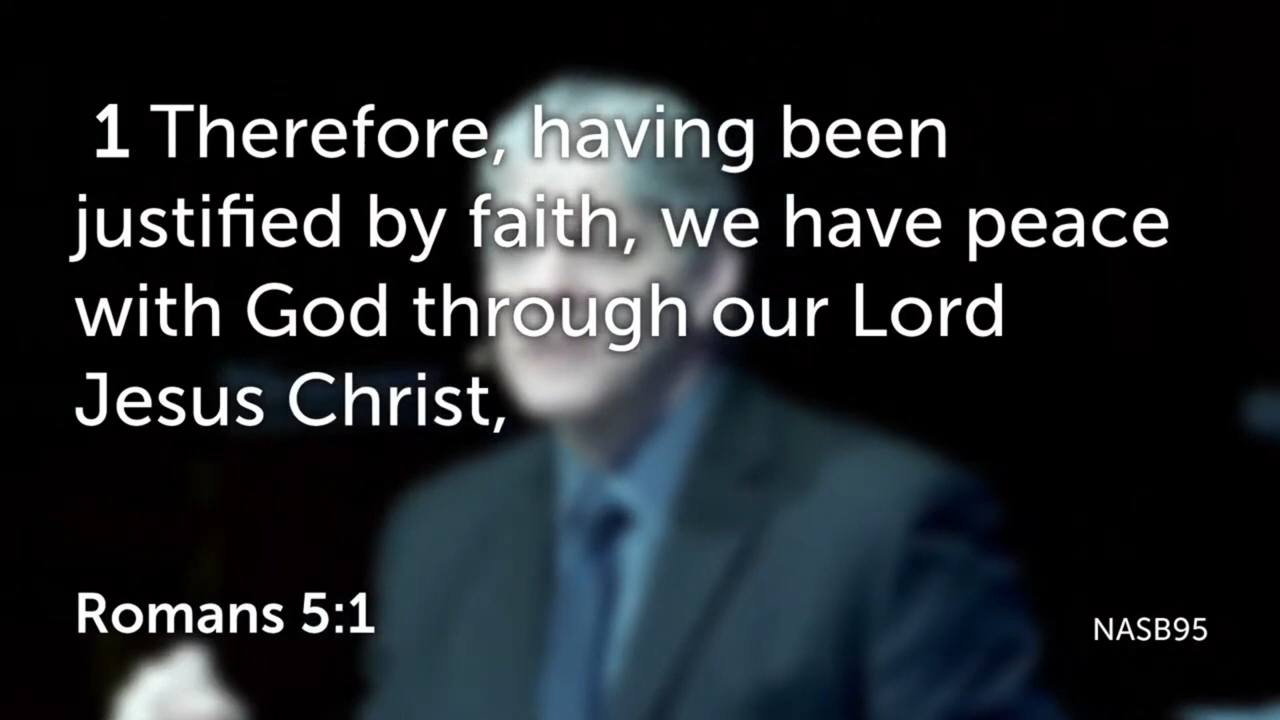 1 Therefore, having been
justified by faith, we have peace
with God through our Lord
Jesus Christ,
Romans 5:1
NASB95